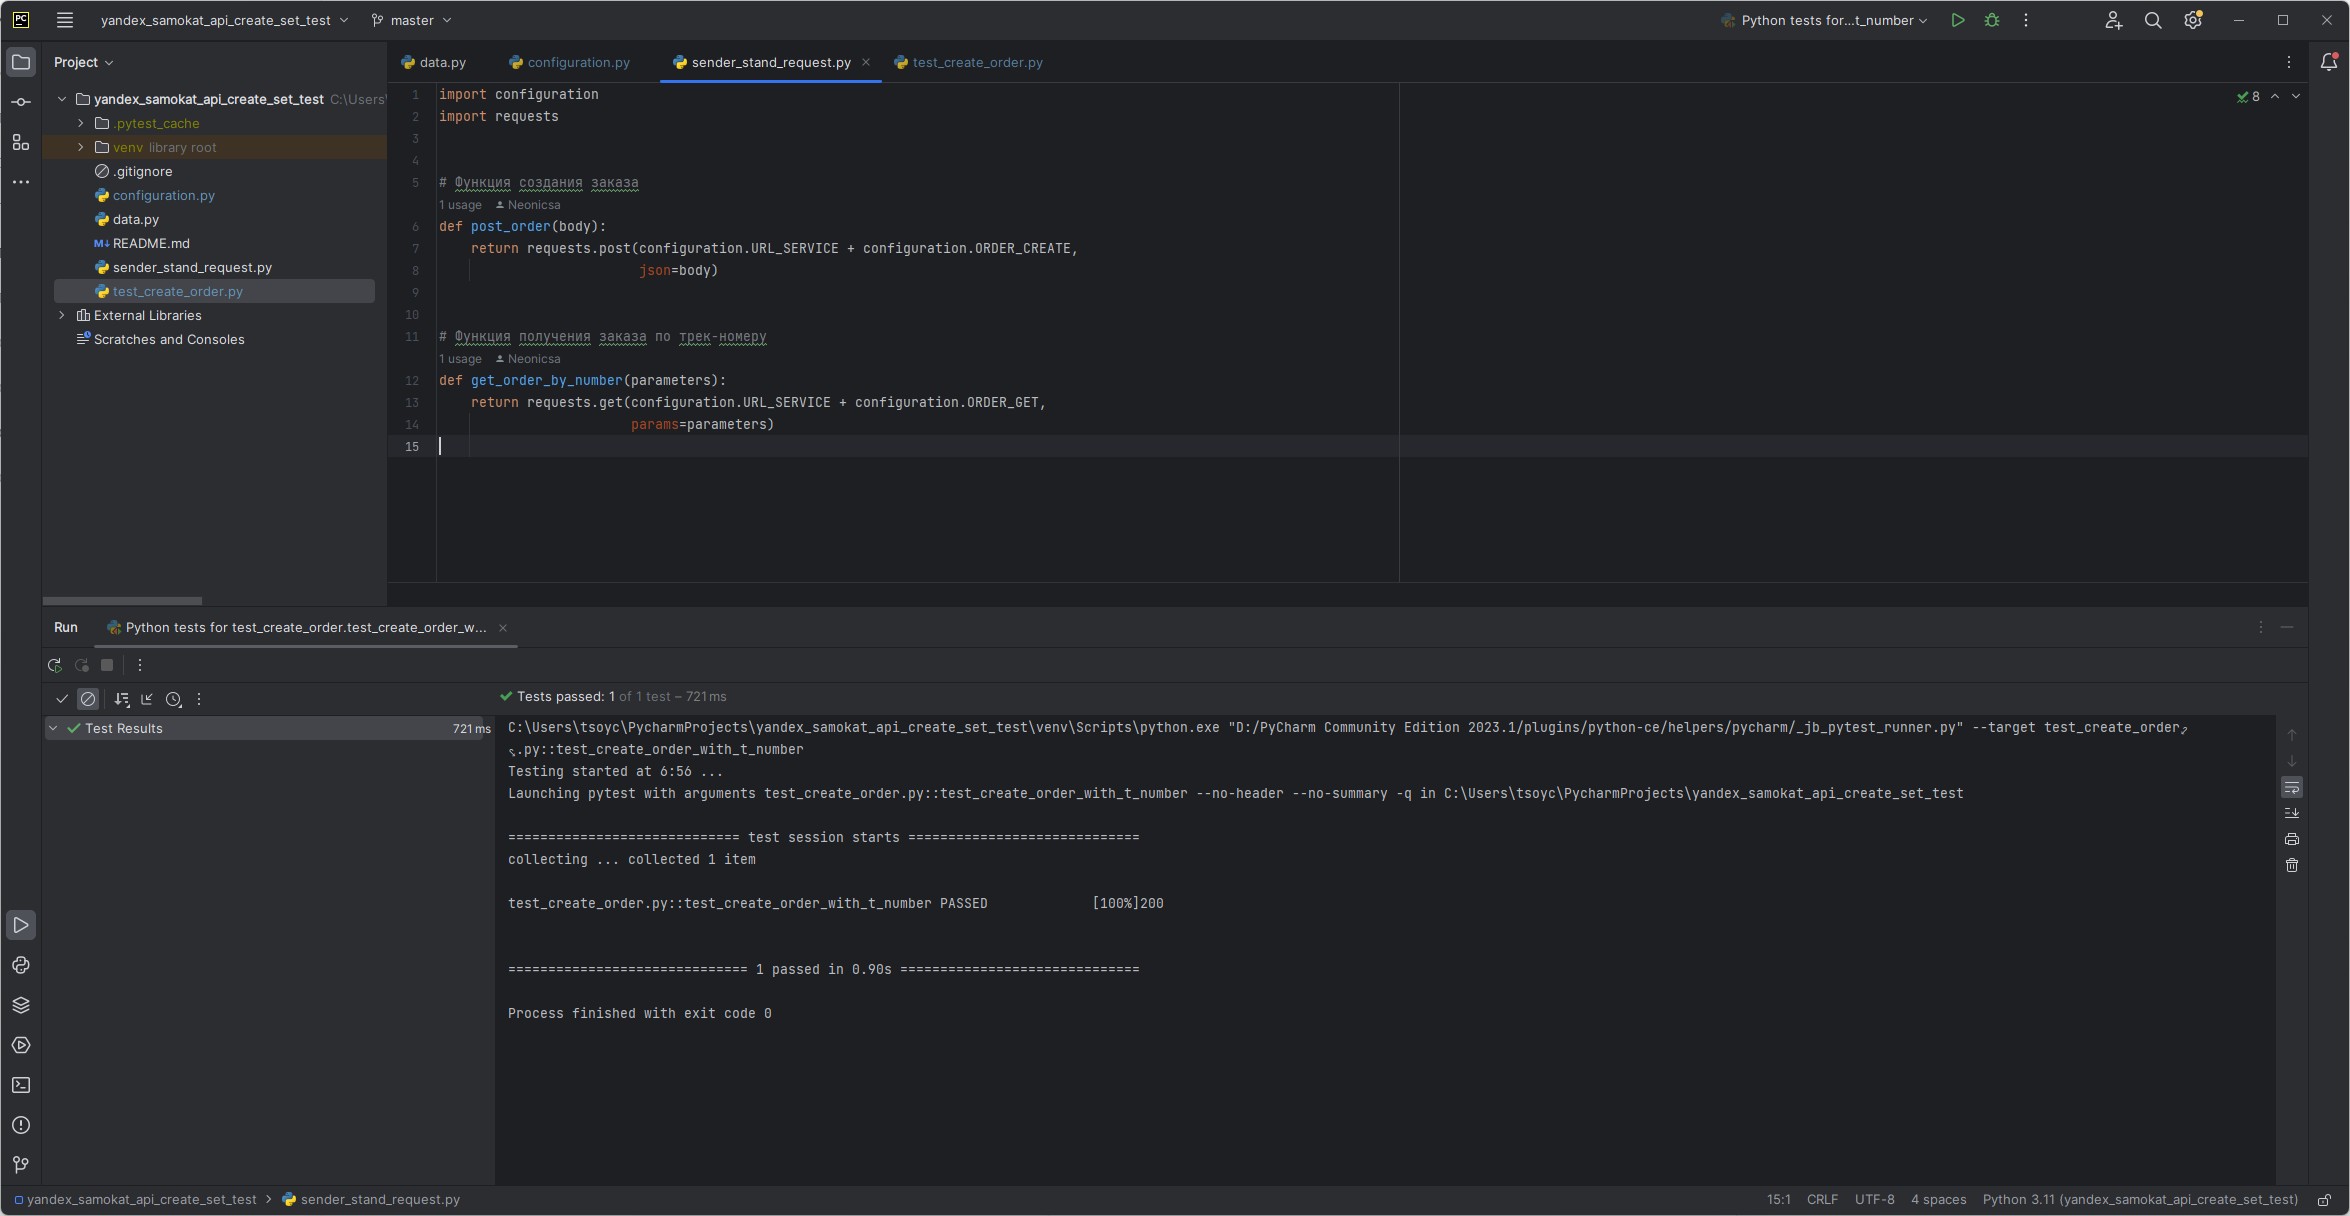 PC yandex_samokat_api_create_set_test master Python tests for...t_number
Project data.py configuration.py sender_stand_request.py test_create_order.py
yandex_samokat_api_create_set_test C:\Users
.pytest_cache
venv library root
.gitignore
configuration.py
data.py
M↓ README.md
sender_stand_request.py
test_create_order.py
External Libraries
Scratches and Consoles
8
1 import configuration
2 import requests
3
4
5 # Функция создания заказа
1 usage Neonicsa
6 def post_order(body):
7 return requests.post(configuration.URL_SERVICE + configuration.ORDER_CREATE,
8 json=body)
9
10
11 # Функция получения заказа по трек-номеру
1 usage Neonicsa
12 def get_order_by_number(parameters):
13 return requests.get(configuration.URL_SERVICE + configuration.ORDER_GET,
14 params=parameters)
15
Run Python tests for test_create_order.test_create_order_w...
Tests passed: 1 of 1 test – 721 ms
Test Results 721 ms
C:\Users\tsoyc\PycharmProjects\yandex_samokat_api_create_set_test\venv\Scripts\python.exe "D:/PyCharm Community Edition 2023.1/plugins/python-ce/helpers/pycharm/_jb_pytest_runner.py" --target test_create_order
.py::test_create_order_with_t_number
Testing started at 6:56 ...
Launching pytest with arguments test_create_order.py::test_create_order_with_t_number --no-header --no-summary -q in C:\Users\tsoyc\PycharmProjects\yandex_samokat_api_create_set_test
============================= test session starts =============================
collecting ... collected 1 item
test_create_order.py::test_create_order_with_t_number PASSED [100%]200
============================== 1 passed in 0.90s ==============================
Process finished with exit code 0
yandex_samokat_api_create_set_test > sender_stand_request.py 15:1 CRLF UTF-8 4 spaces Python 3.11 (yandex_samokat_api_create_set_test)